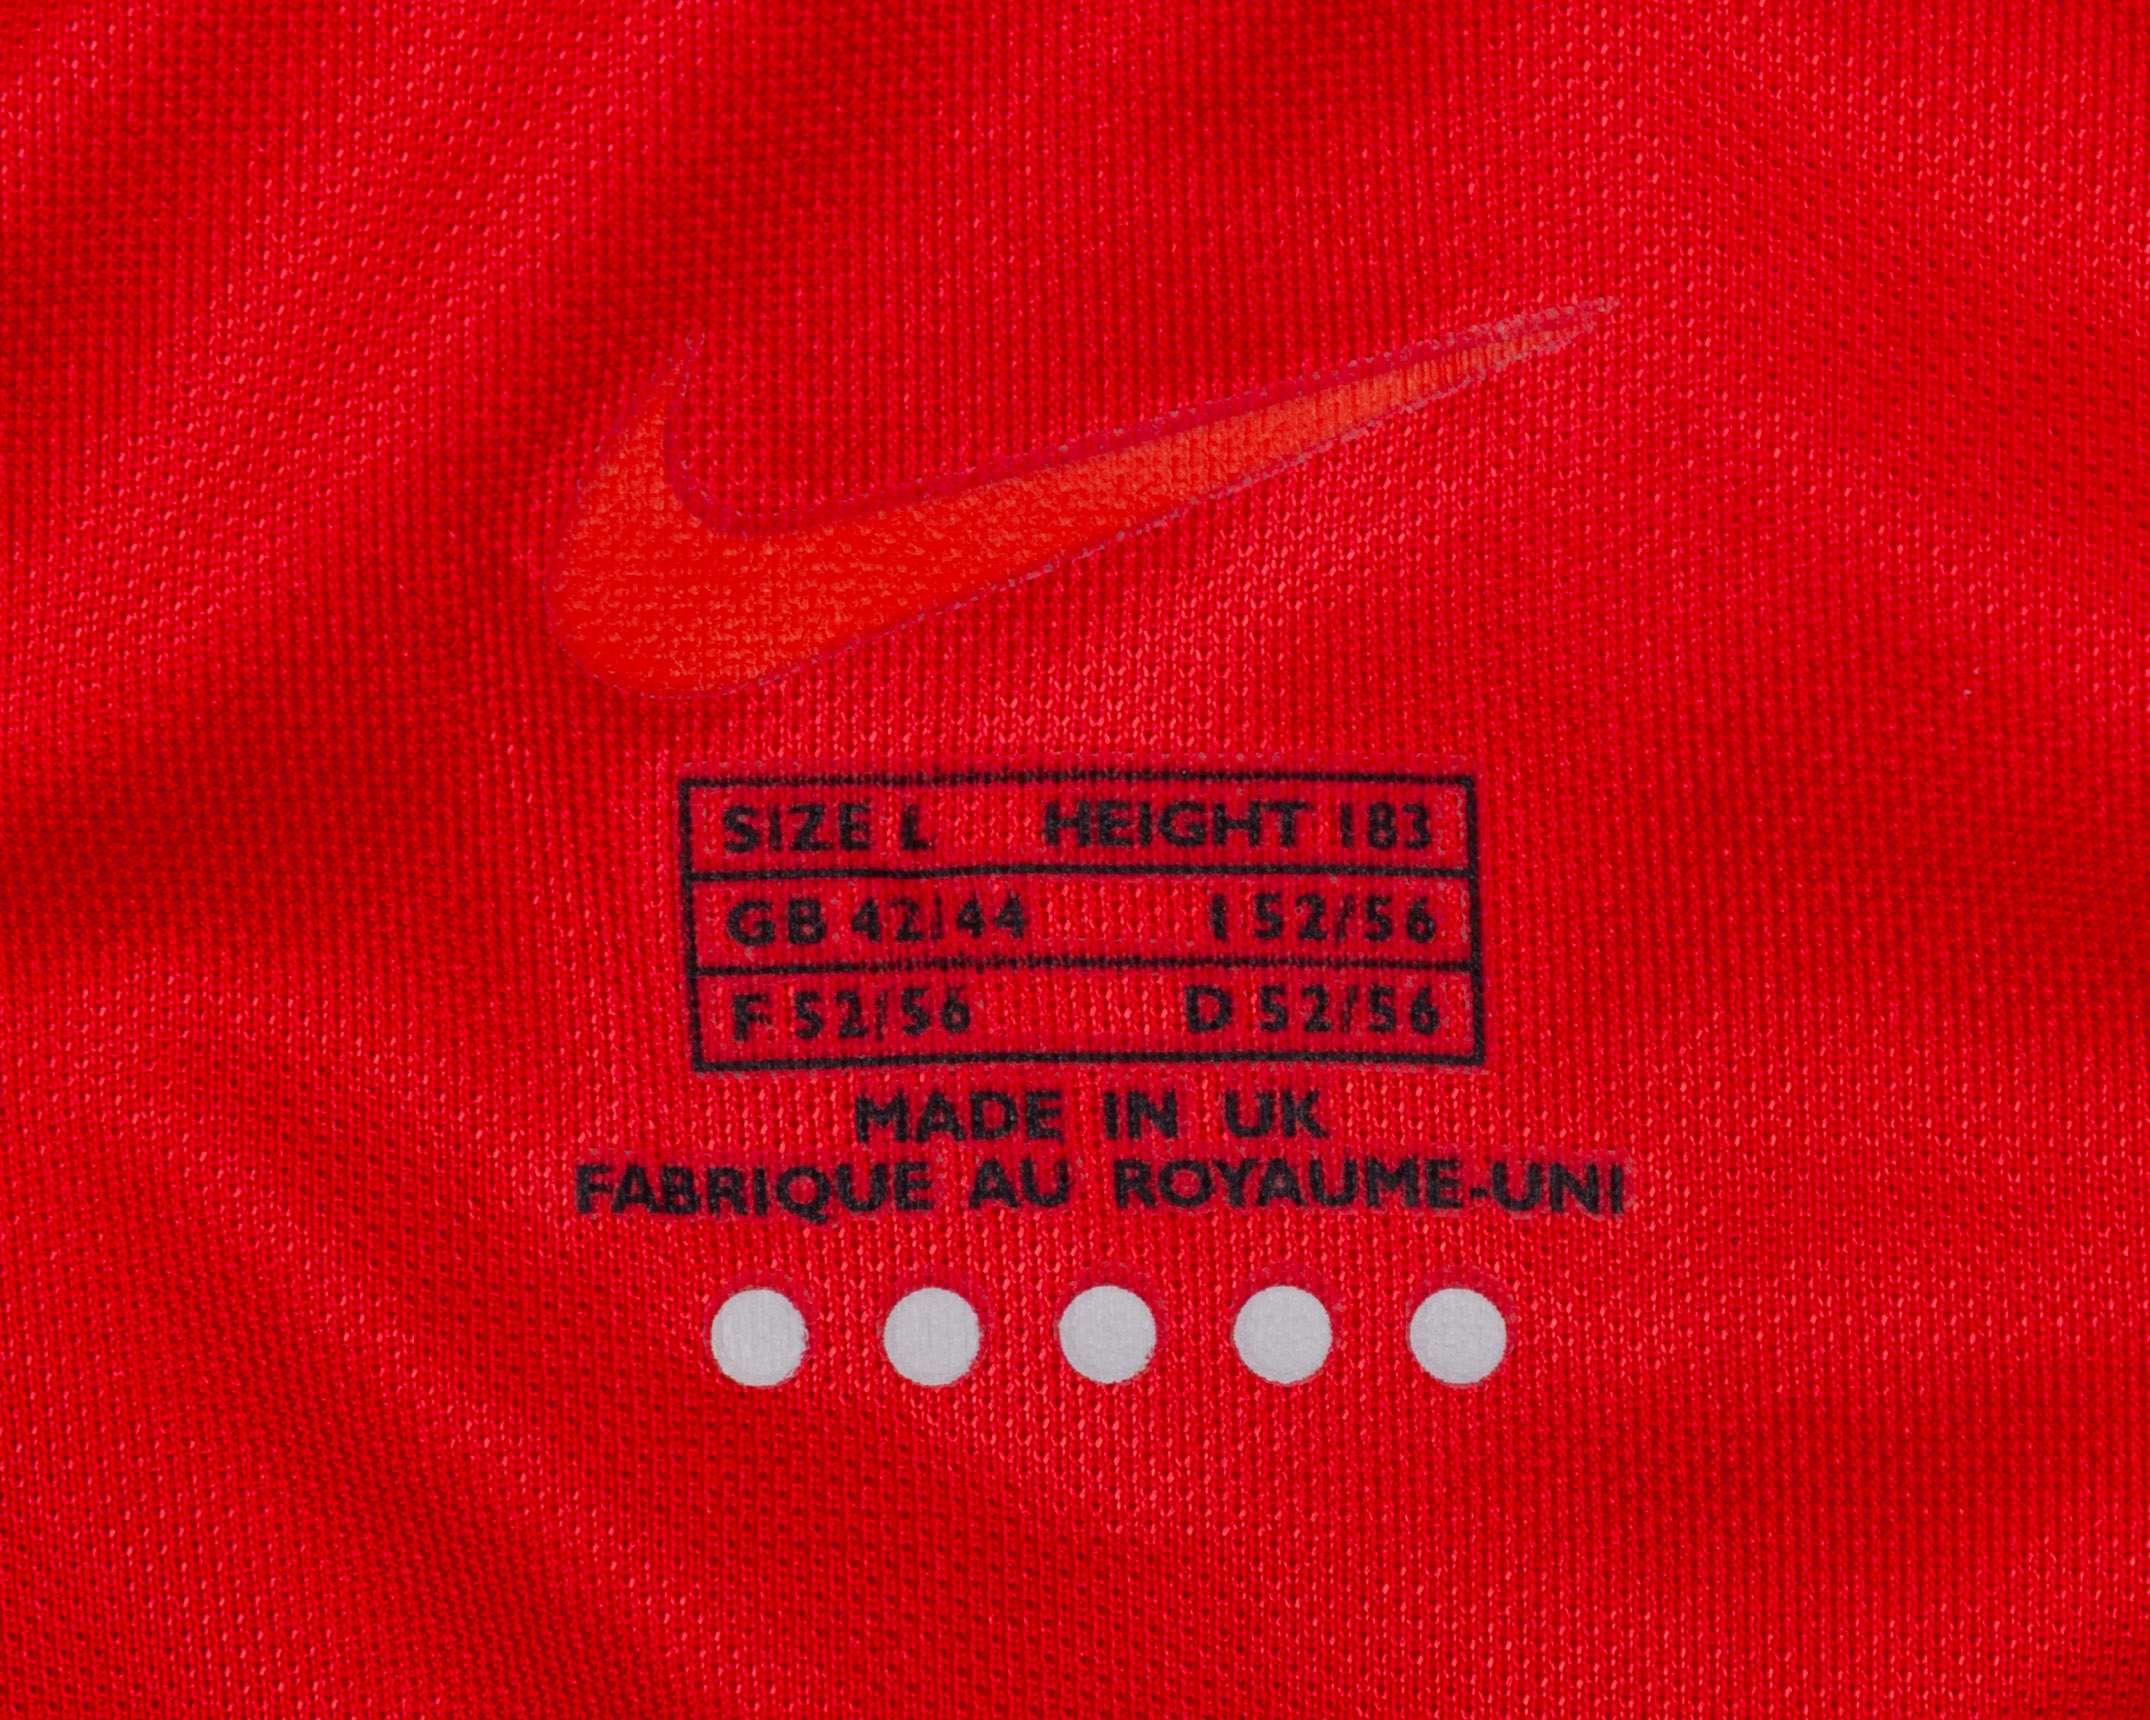 SIZE L HEIGHT 183
GB 42/44 I 52/56
F 52/56 D 52/56
MADE IN UK
FABRIQUE AU ROYAUME-UNI